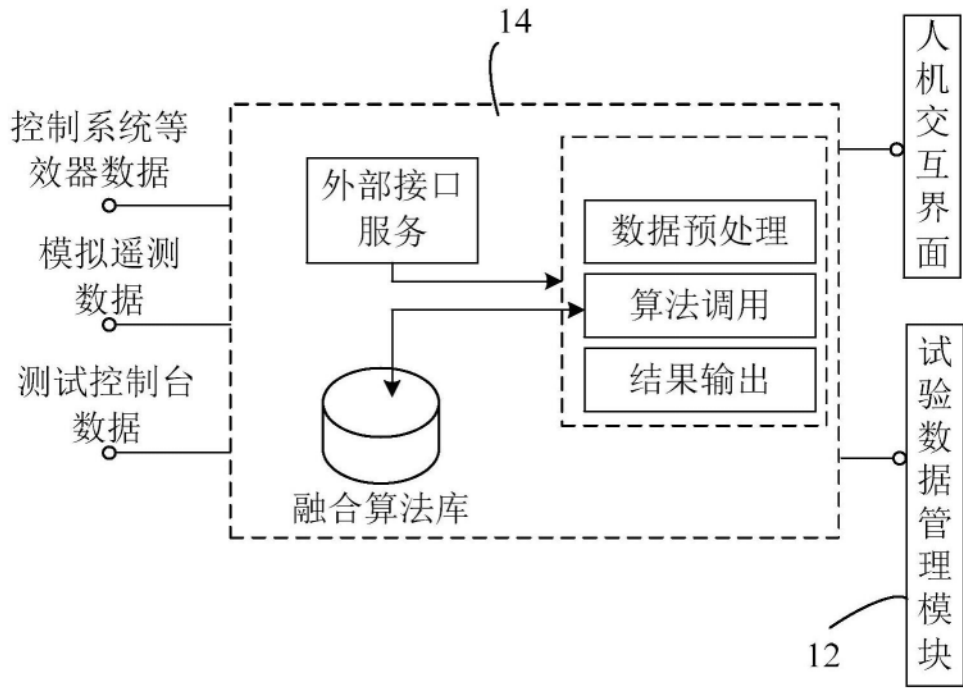 14
控制系统等
效器数据
模拟遥测
数据
测试控制台
数据
外部接口
服务
融合算法库
数据预处理
算法调用
结果输出
人机交互界面
试验数据管理模块
12